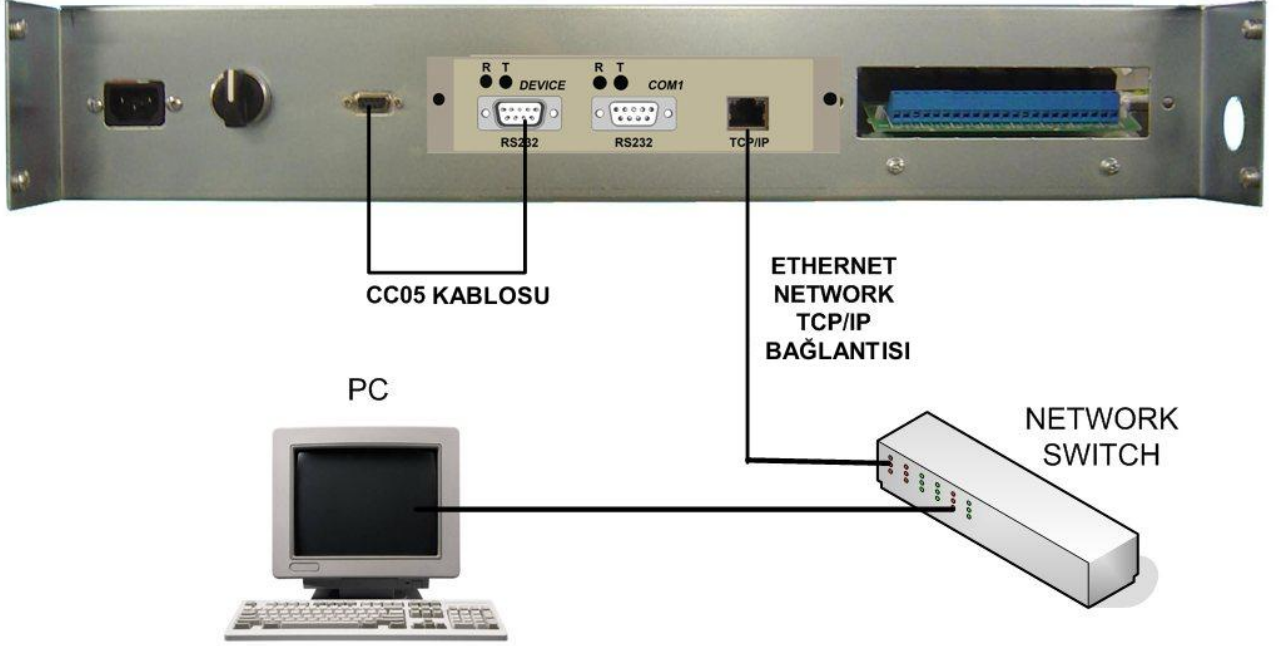 R T
DEVICE
RS232
R T
COM1
RS232
TCP/IP
CC05 KABLOSU
ETHERNET
NETWORK
TCP/IP
BAĞLANTISI
PC
NETWORK
SWITCH